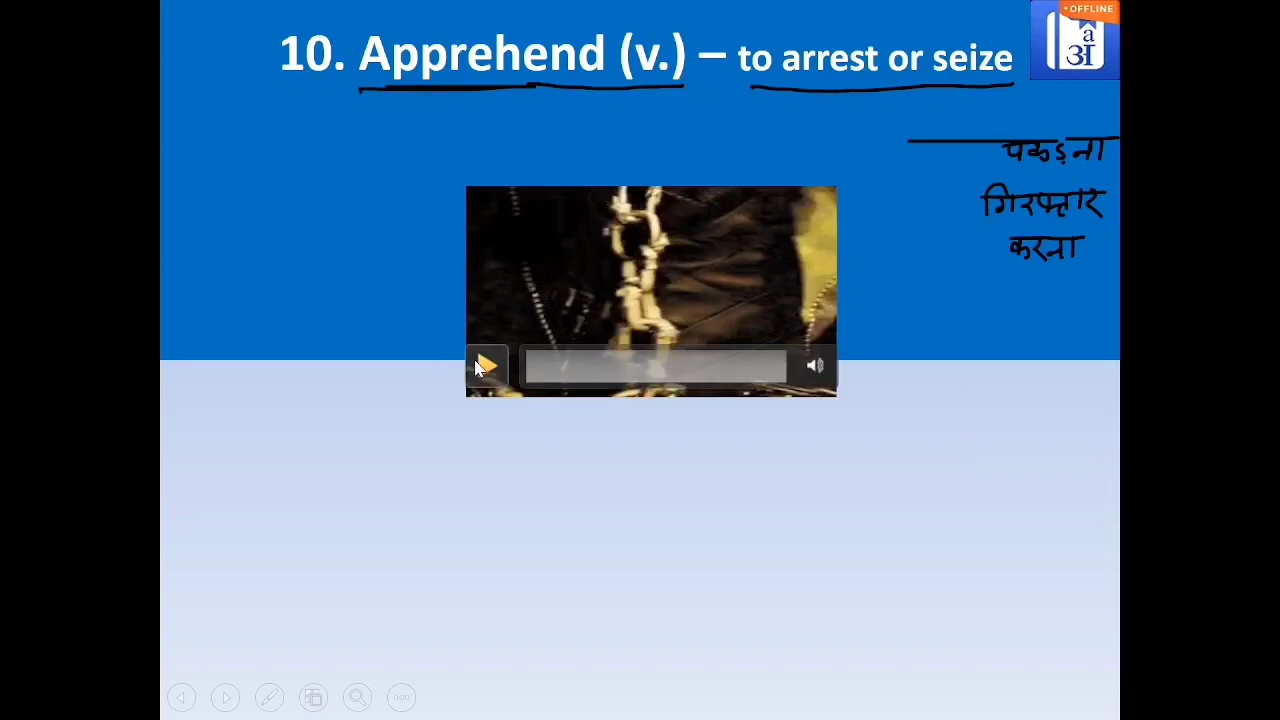 10. Apprehend (v.) – to arrest or seize
OFFLINE
a
अ
पकड़ना
गिरफ्तार
करना